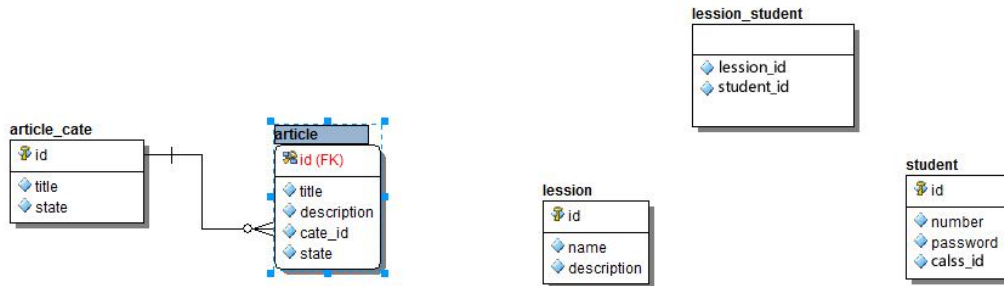 lession_student
lession_id
student_id
article_cate
id
title
state
article
id (FK)
title
description
cate_id
state
lession
id
name
description
student
id
number
password
calss_id